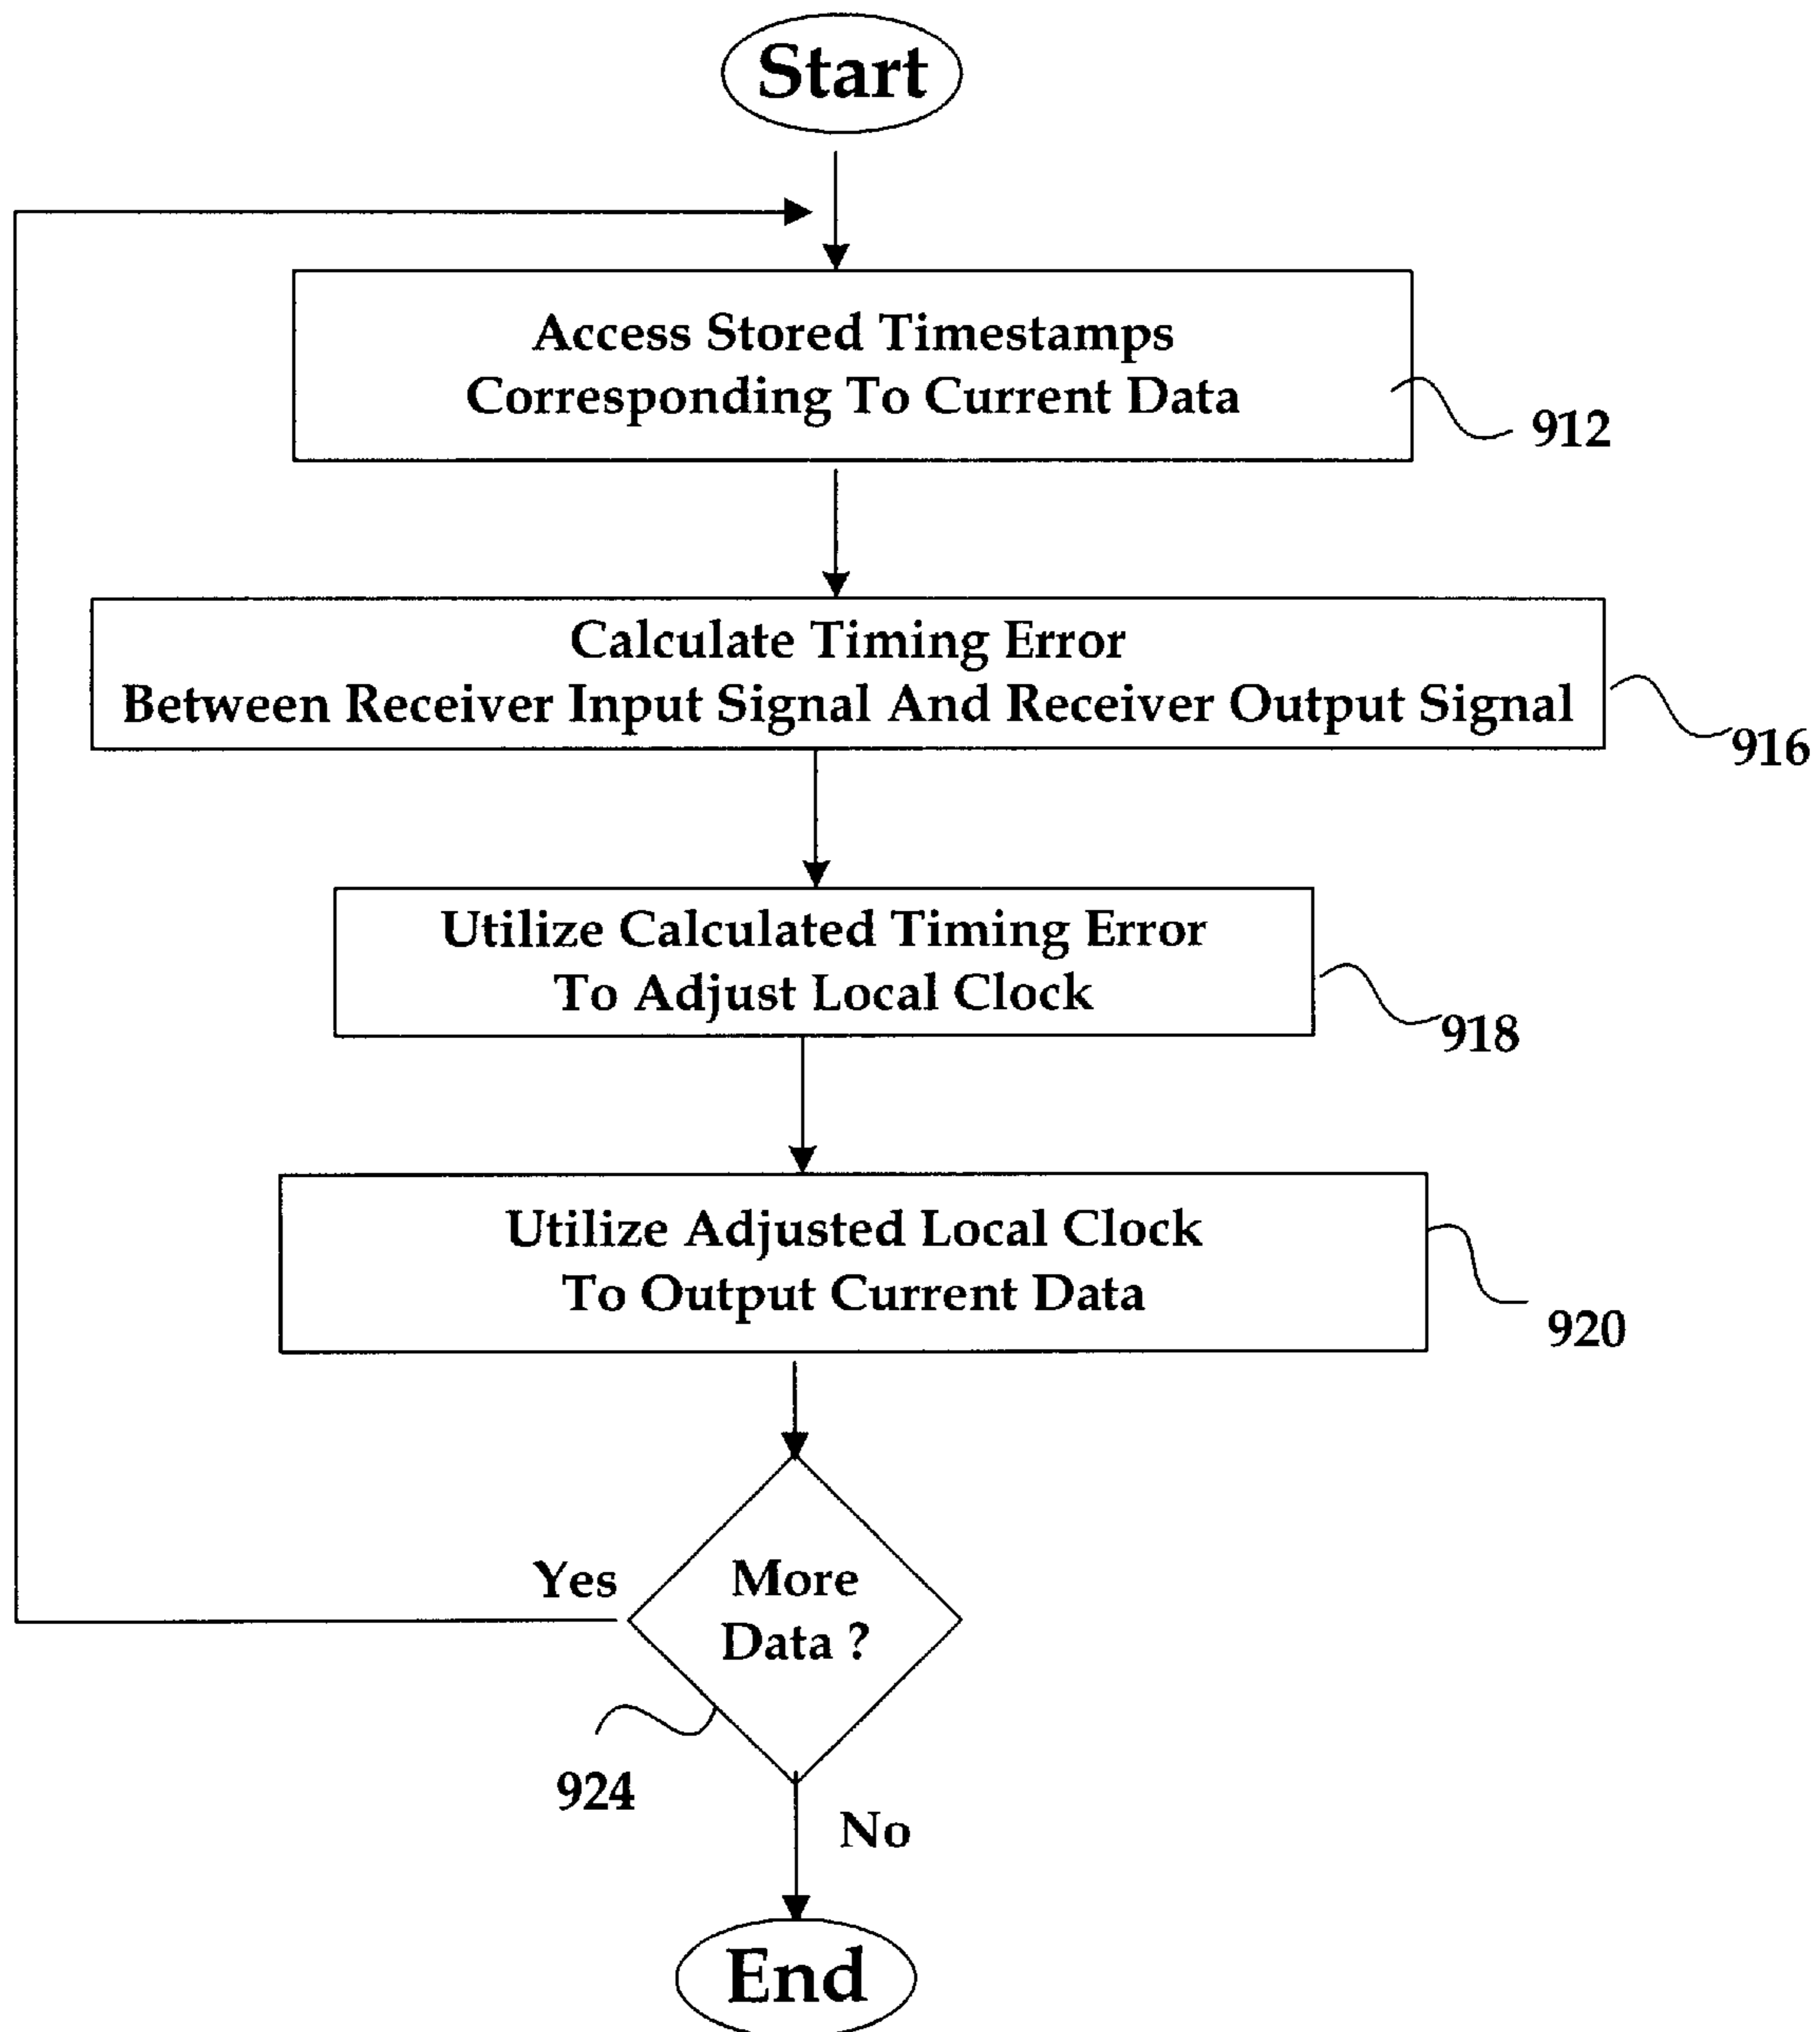 Start
Access Stored Timestamps
Corresponding To Current Data
912
Calculate Timing Error
Between Receiver Input Signal And Receiver Output Signal
916
Utilize Calculated Timing Error
To Adjust Local Clock
918
Utilize Adjusted Local Clock
To Output Current Data
920
Yes
More
Data ?
924
No
End